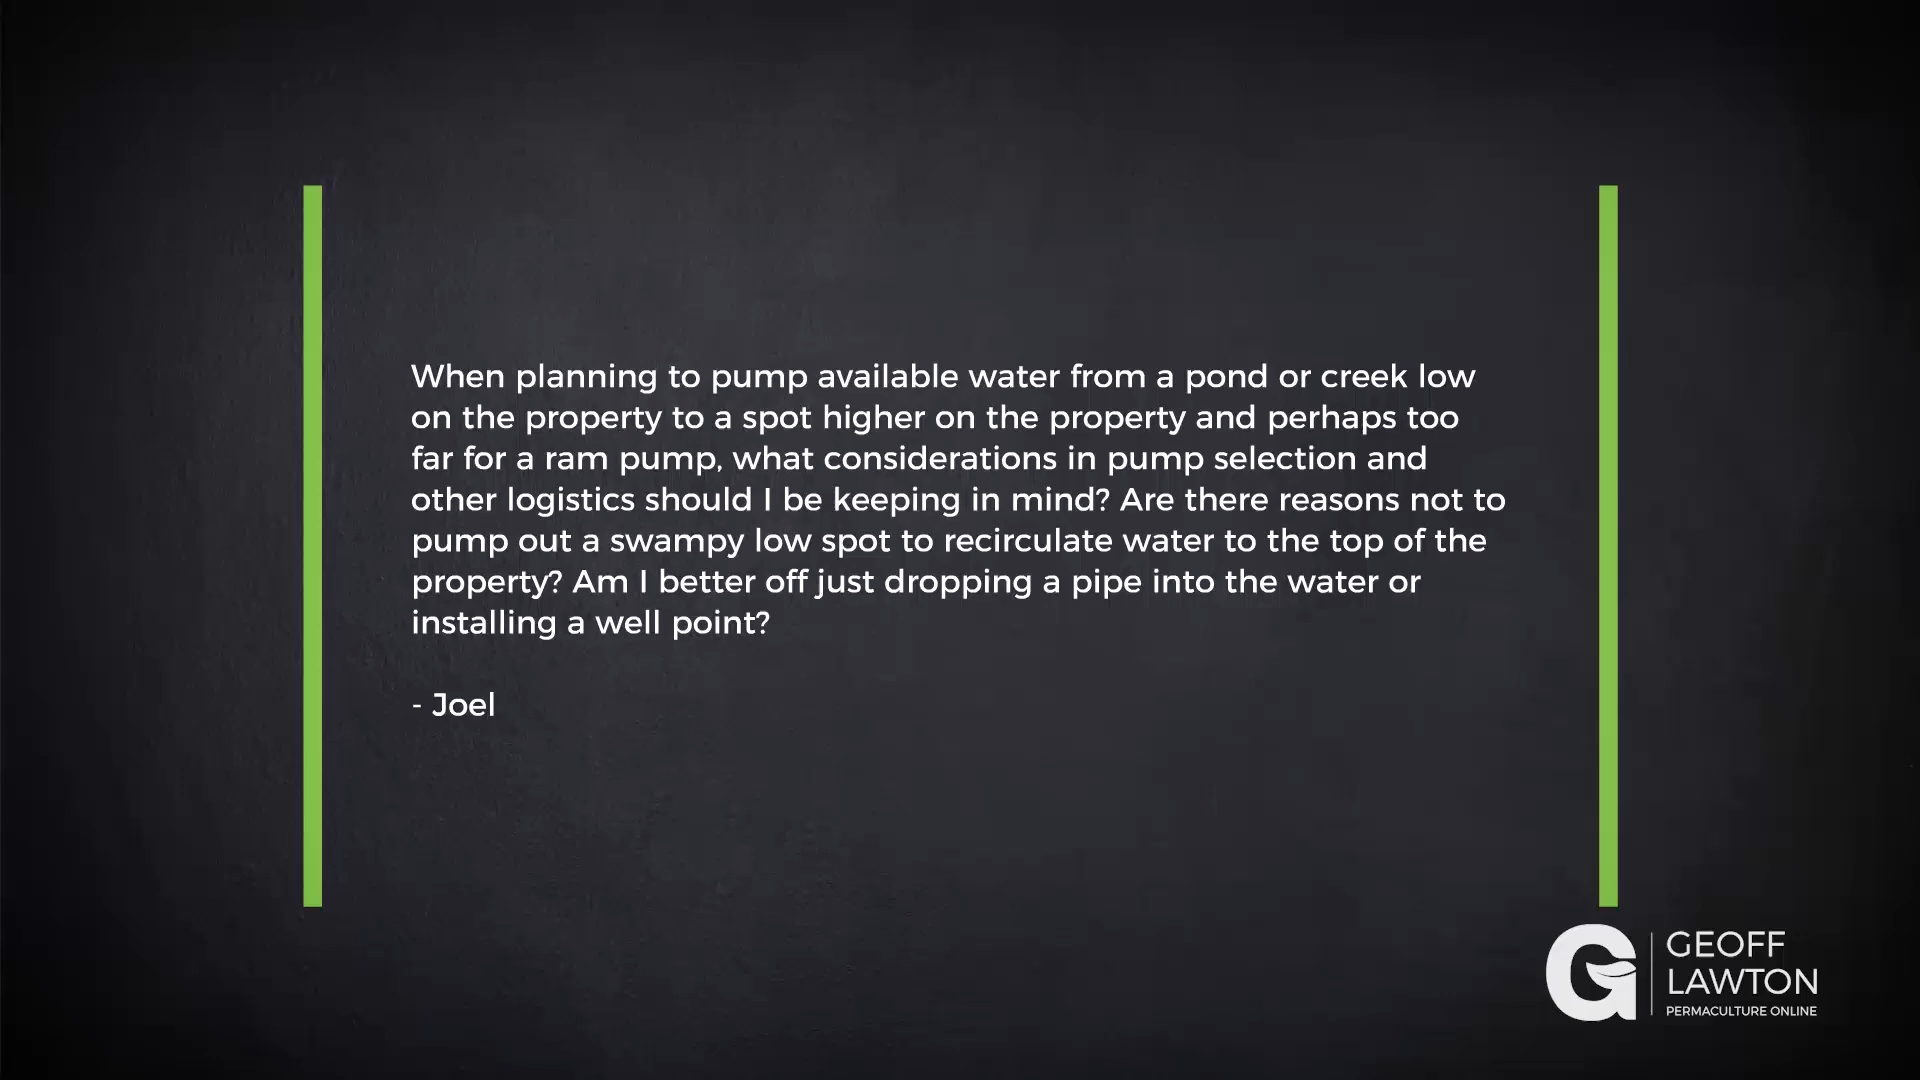 When planning to pump available water from a pond or creek low
on the property to a spot higher on the property and perhaps too
far for a ram pump, what considerations in pump selection and
other logistics should I be keeping in mind? Are there reasons not to
pump out a swampy low spot to recirculate water to the top of the
property? Am I better off just dropping a pipe into the water or
installing a well point?
- Joel
GEOFF
LAWTON
PERMACULTURE ONLINE